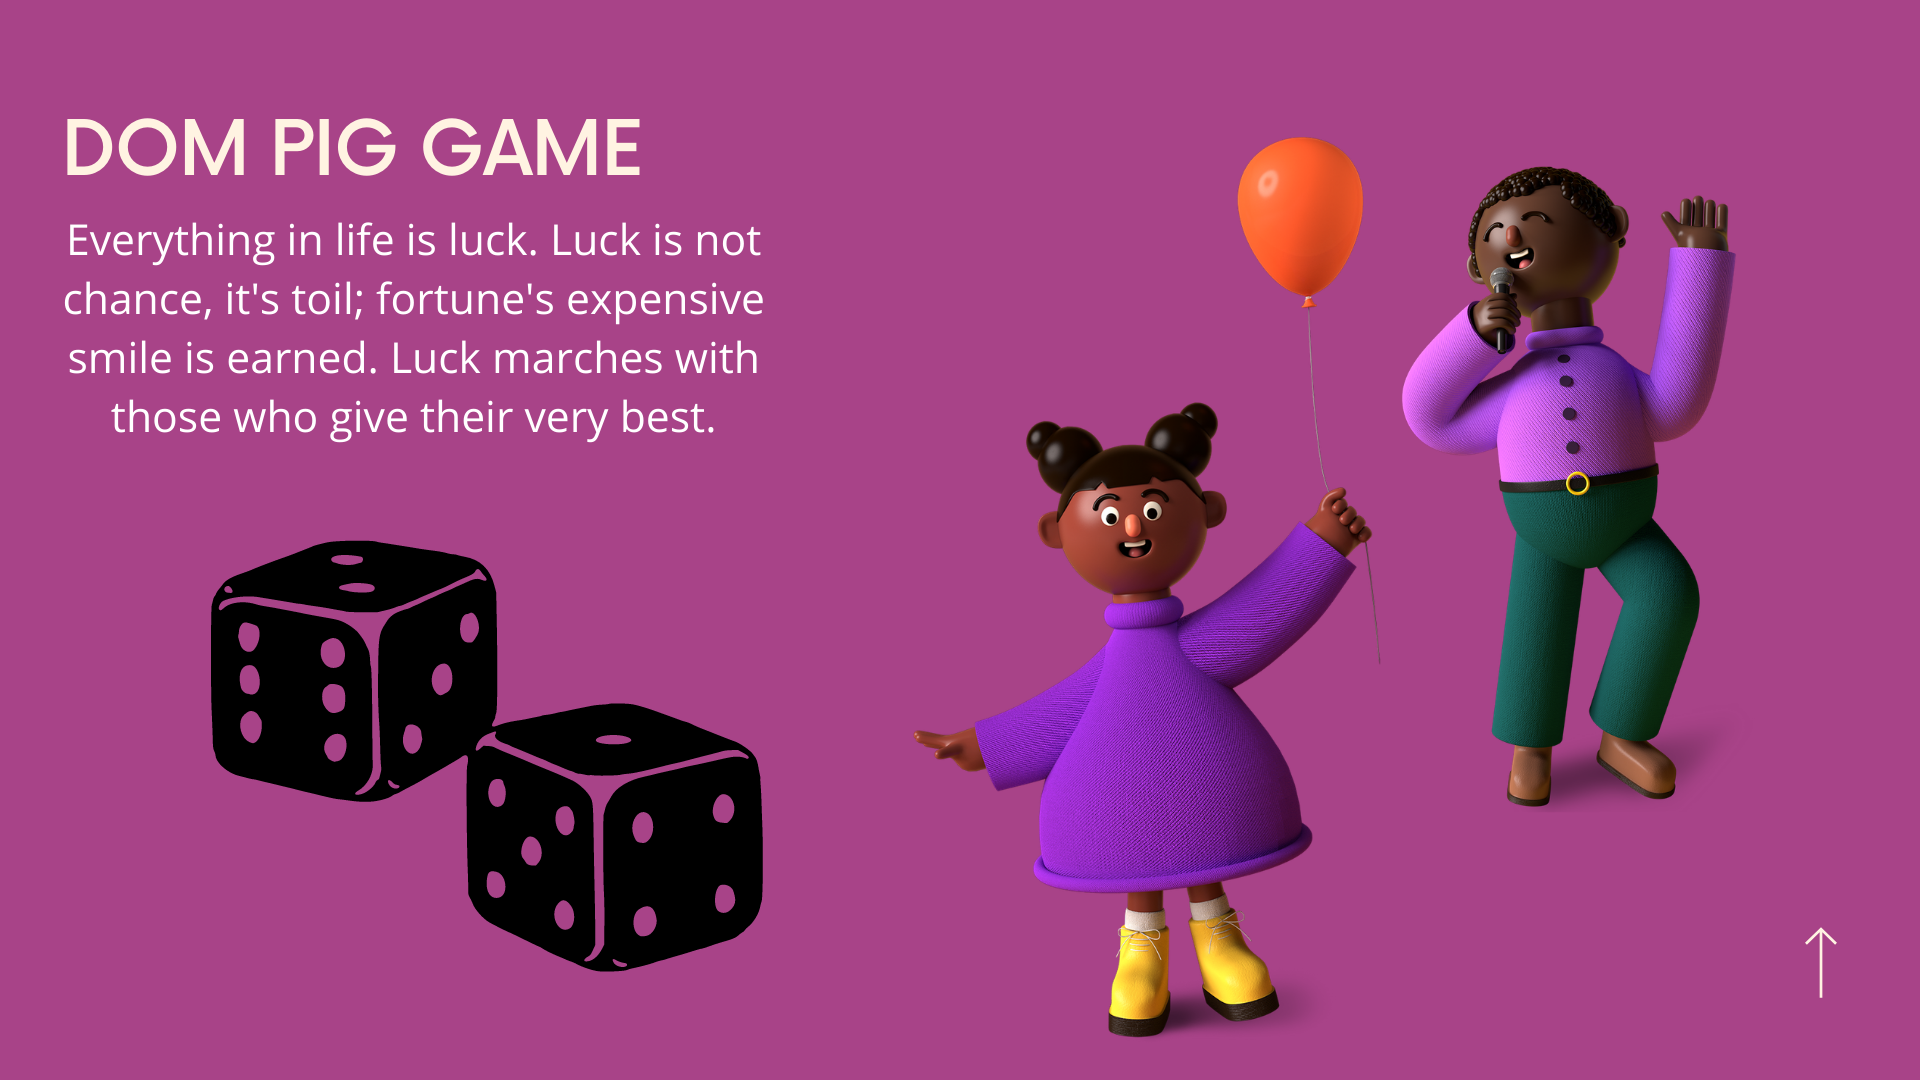 DOM PIG GAME
Everything in life is luck. Luck is not
chance, it's toil; fortune's expensive
smile is earned. Luck marches with
those who give their very best.